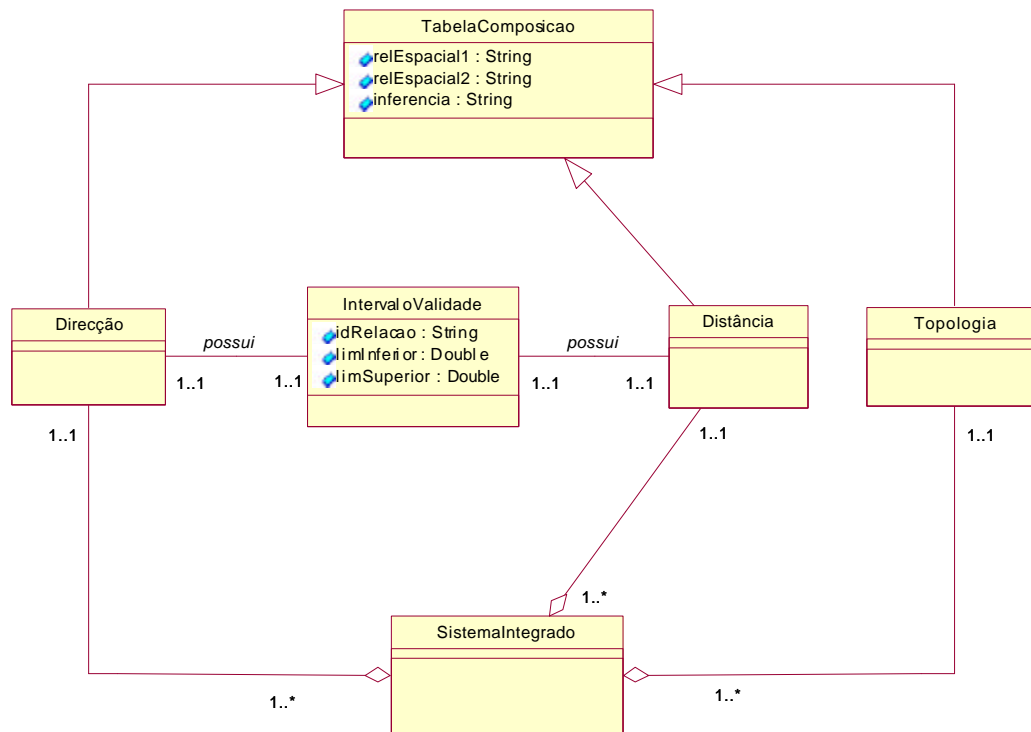 TabelaComposicao
relEspacial1 : String
relEspacial2 : String
inferencia : String
Direcção
possui
1..1
1..1
IntervaloValidade
idRelacao : String
limInferior : Double
limSuperior : Double
possui
1..1
1..1
Distância
Topologia
1..1
1..1
1..1
1..*
SistemaIntegrado
1..*
1..*